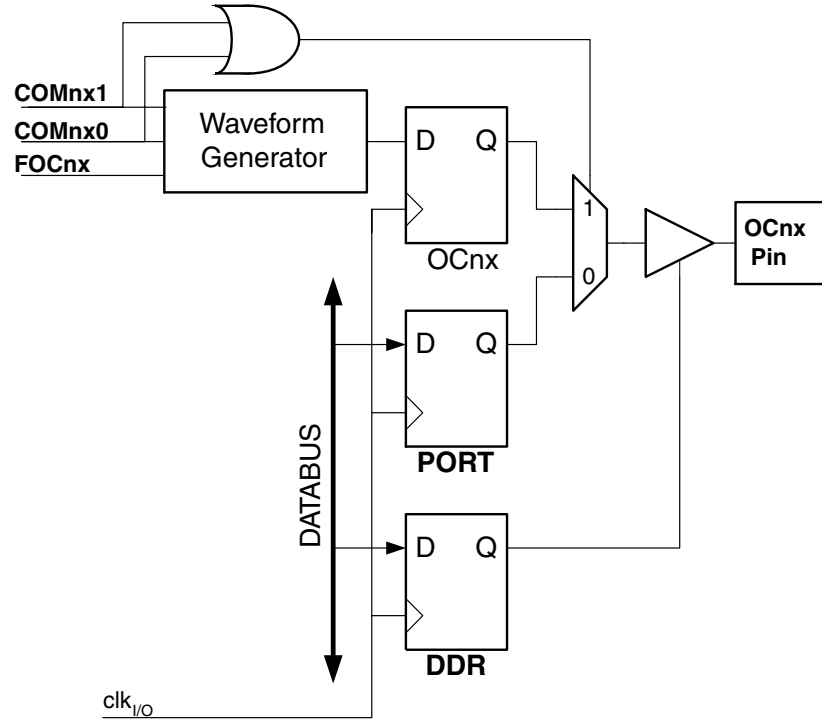 COMnx1
COMnx0
FOCnx
Waveform
Generator
D Q
OCnx
1
0
OCnx
Pin
D Q
PORT
DATABUS
D Q
DDR
clkI/O